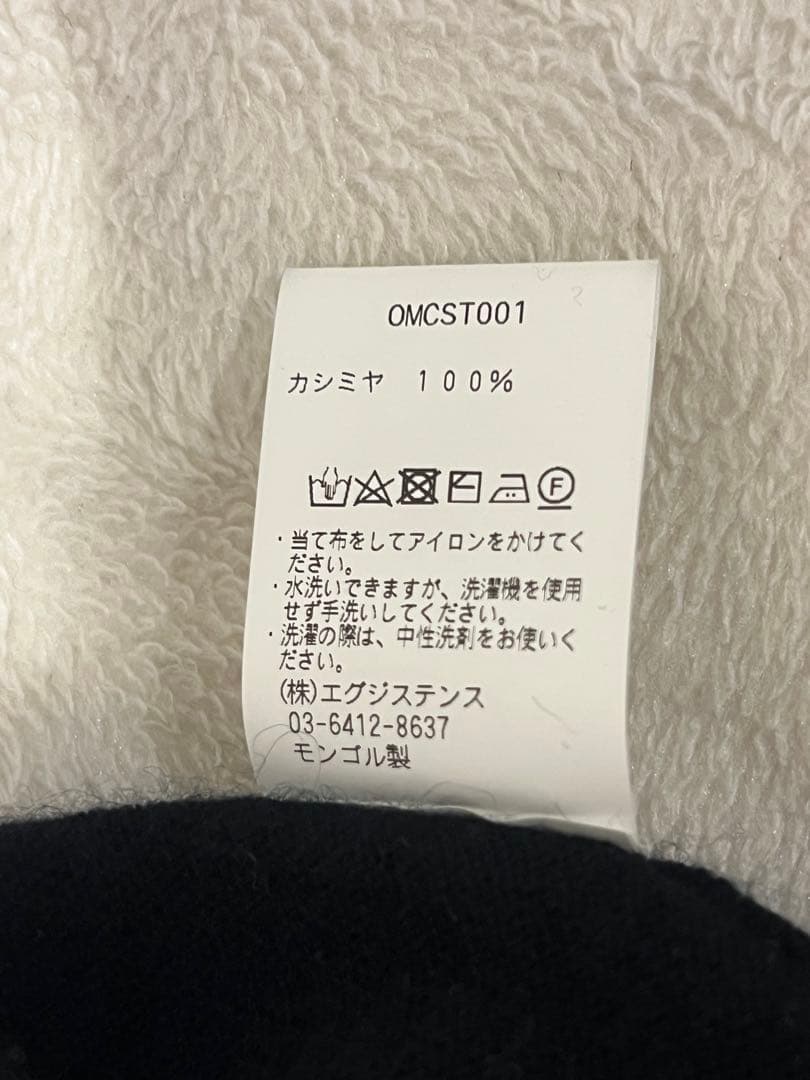 OMCST001
カシミヤ 100%
F
・当て布をしてアイロンをかけてく
ださい。
・水洗いできますが、洗濯機を使用
せず手洗いしてください。
・洗濯の際は、中性洗剤をお使いく
ださい。
(株)エグジステンス
03-6412-8637
モンゴル製